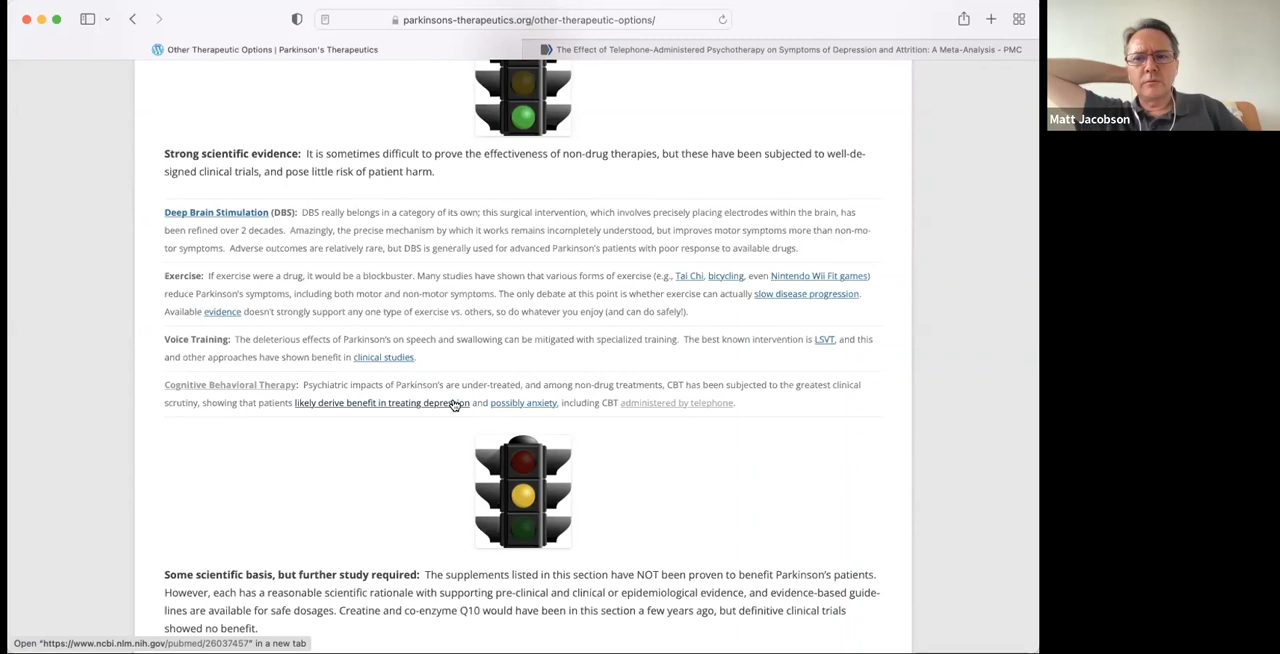 parkinsons-therapeutics.org/other-therapeutic-options/
Other Therapeutic Options | Parkinson's Therapeutics
The Effect of Telephone-Administered Psychotherapy on Symptoms of Depression and Attrition: A Meta-Analysis - PMC
Matt Jacobson
Strong scientific evidence: It is sometimes difficult to prove the effectiveness of non-drug therapies, but these have been subjected to well-de-
signed clinical trials, and pose little risk of patient harm.
Deep Brain Stimulation (DBS): DBS really belongs in a category of its own; this surgical intervention, which involves precisely placing electrodes within the brain, has
been refined over 2 decades. Amazingly, the precise mechanism by which it works remains incompletely understood, but improves motor symptoms more than non-mo-
tor symptoms. Adverse outcomes are relatively rare, but DBS is generally used for advanced Parkinson's patients with poor response to available drugs.
Exercise: If exercise were a drug, it would be a blockbuster. Many studies have shown that various forms of exercise (e.g., Tai Chi, bicycling, even Nintendo Wii Fit games)
reduce Parkinson's symptoms, including both motor and non-motor symptoms. The only debate at this point is whether exercise can actually slow disease progression.
Available evidence doesn't strongly support any one type of exercise vs. others, so do whatever you enjoy (and can do safely!).
Voice Training: The deleterious effects of Parkinson's on speech and swallowing can be mitigated with specialized training. The best known intervention is LSVT, and this
and other approaches have shown benefit in clinical studies.
Cognitive Behavioral Therapy: Psychiatric impacts of Parkinson's are under-treated, and among non-drug treatments, CBT has been subjected to the greatest clinical
scrutiny, showing that patients likely derive benefit in treating depression and possibly anxiety, including CBT administered by telephone.
Some scientific basis, but further study required: The supplements listed in this section have NOT been proven to benefit Parkinson's patients.
However, each has a reasonable scientific rationale with supporting pre-clinical and clinical or epidemiological evidence, and evidence-based guide-
lines are available for safe dosages. Creatine and co-enzyme Q10 would have been in this section a few years ago, but definitive clinical trials
showed no benefit.
Open "https://www.ncbi.nlm.nih.gov/pubmed/26037457" in a new tab